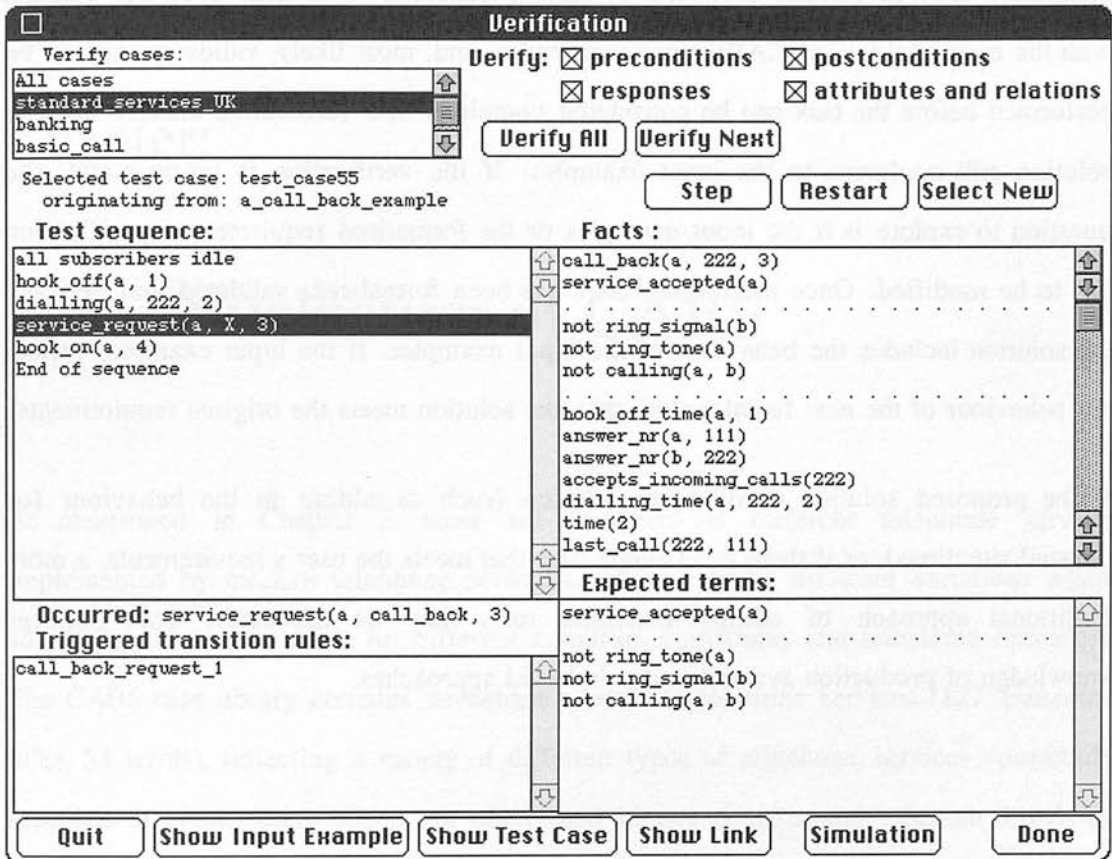 Verification
Verify cases:
All cases
standard_services_UK
banking
basic_call
Verify: preconditions postconditions
responses attributes and relations
Verify All Verify Next
Selected test case: test_case55
originating from: a_call_back_example
Step Restart Select New
Test sequence:
all subscribers idle
hook_off(a, 1)
dialling(a, 222, 2)
service_request(a, X, 3)
hook_on(a, 4)
End of sequence
Facts :
call_back(a, 222, 3)
service_accepted(a)
not ring_signal(b)
not ring_tone(a)
not calling(a, b)
hook_off_time(a, 1)
answer_nr(a, 111)
answer_nr(b, 222)
accepts_incoming_calls(222)
dialling_time(a, 222, 2)
time(2)
last_call(222, 111)
Occurred: service_request(a, call_back, 3)
Triggered transition rules:
call_back_request_1
Expected terms:
service_accepted(a)
not ring_tone(a)
not ring_signal(b)
not calling(a, b)
Quit Show Input Example Show Test Case Show Link Simulation Done